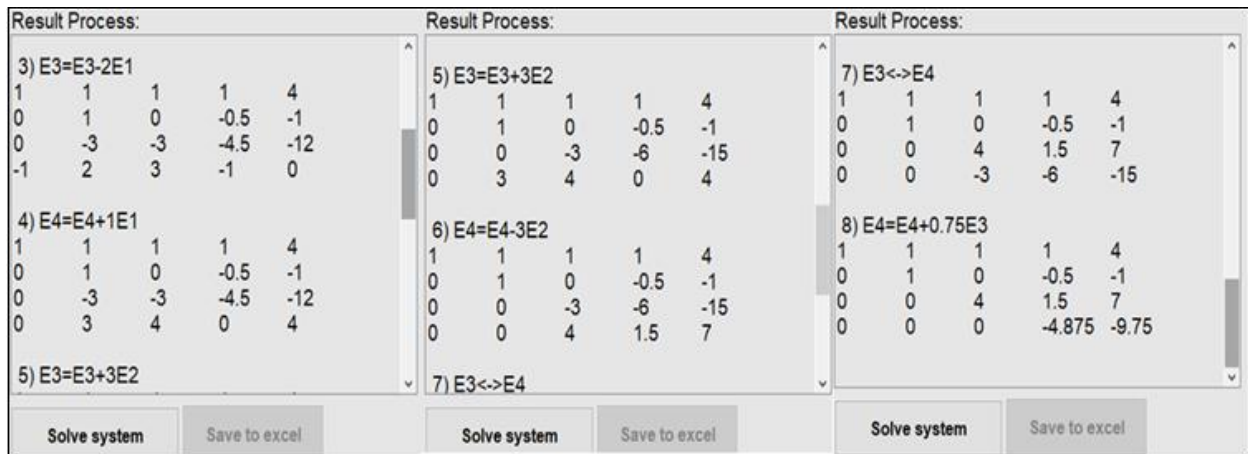 Result Process:
3) E3=E3-2E1
1 1 1 1 4
0 1 0 -0.5 -1
0 -3 -3 -4.5 -12
-1 2 3 -1 0
4) E4=E4+1E1
1 1 1 1 4
0 1 0 -0.5 -1
0 -3 -3 -4.5 -12
0 3 4 0 4
5) E3=E3+3E2
Solve system
Save to excel
Result Process:
5) E3=E3+3E2
1 1 1 1 4
0 1 0 -0.5 -1
0 0 -3 -6 -15
0 3 4 0 4
6) E4=E4-3E2
1 1 1 1 4
0 1 0 -0.5 -1
0 0 -3 -6 -15
0 0 4 1.5 7
7) E3<->E4
Solve system
Save to excel
Result Process:
7) E3<->E4
1 1 1 1 4
0 1 0 -0.5 -1
0 0 4 1.5 7
0 0 -3 -6 -15
8) E4=E4+0.75E3
1 1 1 1 4
0 1 0 -0.5 -1
0 0 4 1.5 7
0 0 0 -4.875 -9.75
Solve system
Save to excel